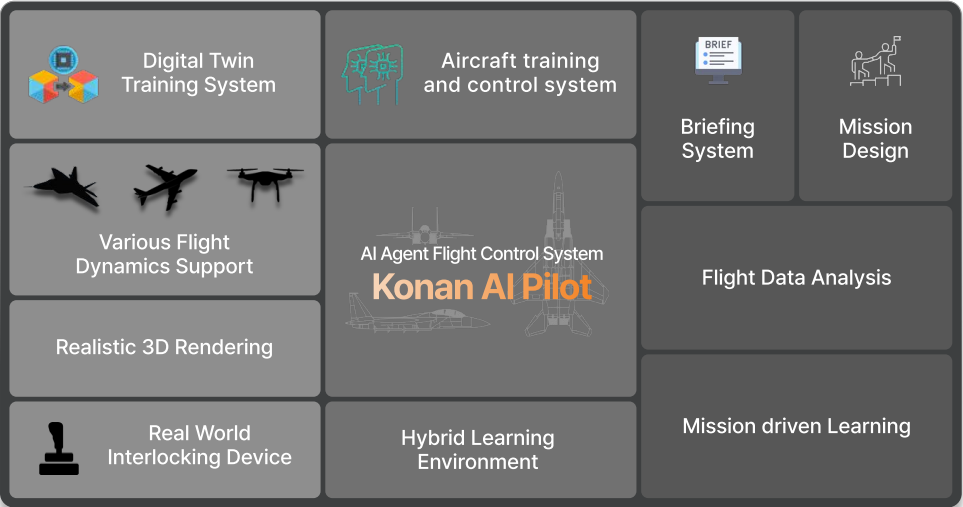 Digital Twin
Training System
Aircraft training
and control system
BRIEF
Briefing
System
Mission
Design
Various Flight
Dynamics Support
AI Agent Flight Control System
Konan AI Pilot
Flight Data Analysis
Realistic 3D Rendering
Real World
Interlocking Device
Hybrid Learning
Environment
Mission driven Learning